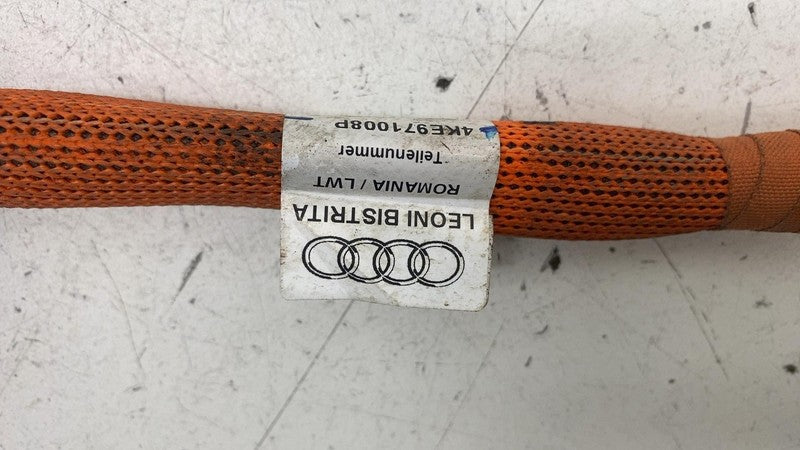 LEONI BISTRITA
ROMANIA / LWT
Teilenummer
4KE971008P